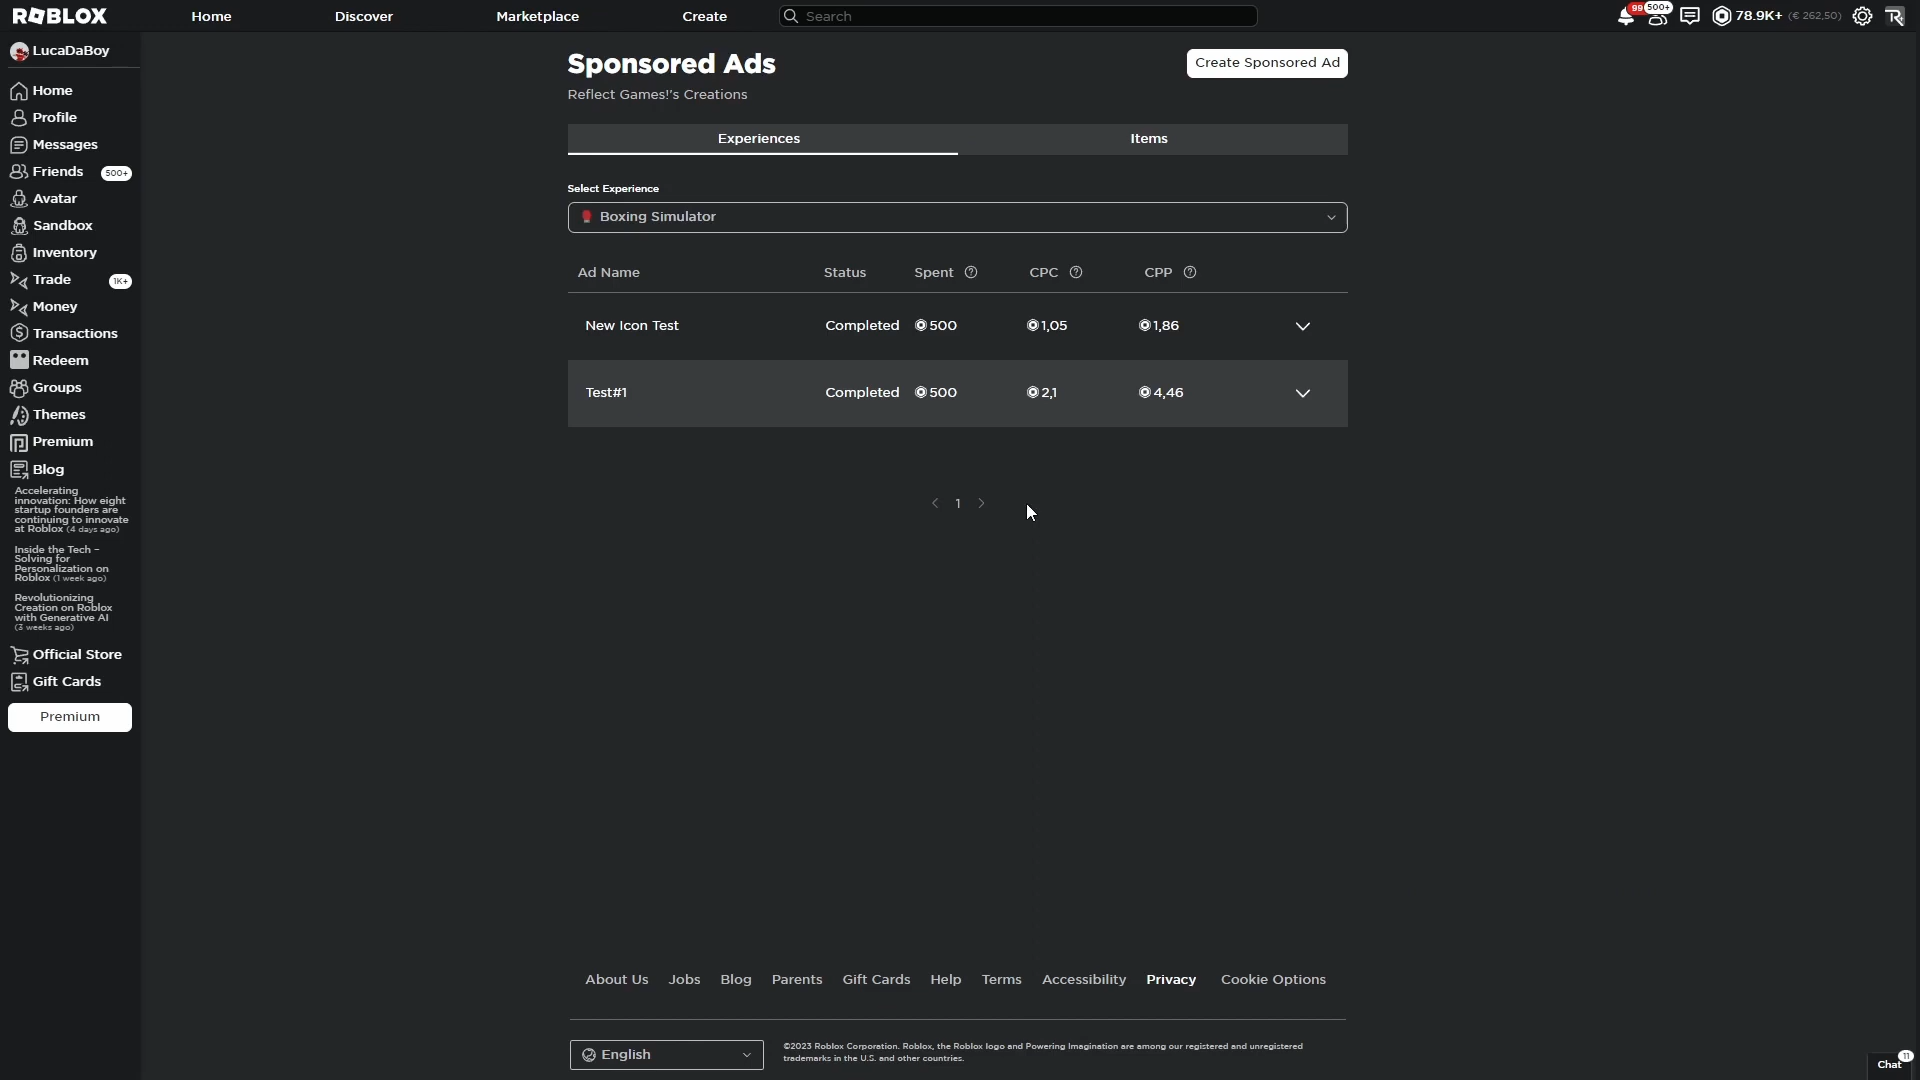 ROBLOX
Home
Discover
Marketplace
Create
Search
99
500+
78.9K+
(€ 262,50)
LucaDaBoy
Home
Profile
Messages
Friends
500+
Avatar
Sandbox
Inventory
Trade
1K+
Money
Transactions
Redeem
Groups
Themes
Premium
Blog
Accelerating
innovation: How eight
startup founders are
continuing to innovate
at Roblox (4 days ago)
Inside the Tech –
Solving for
Personalization on
Roblox (1 week ago)
Revolutionizing
Creation on Roblox
with Generative AI
(3 weeks ago)
Official Store
Gift Cards
Premium
Sponsored Ads
Create Sponsored Ad
Reflect Games!'s Creations
Experiences
Items
Select Experience
Boxing Simulator
Ad Name
Status
Spent
CPC
CPP
New Icon Test
Completed
500
1,05
1,86
Test#1
Completed
500
2,1
4,46
1
About Us
Jobs
Blog
Parents
Gift Cards
Help
Terms
Accessibility
Privacy
Cookie Options
English
©2023 Roblox Corporation. Roblox, the Roblox logo and Powering Imagination are among our registered and unregistered
trademarks in the U.S. and other countries.
Chat
11